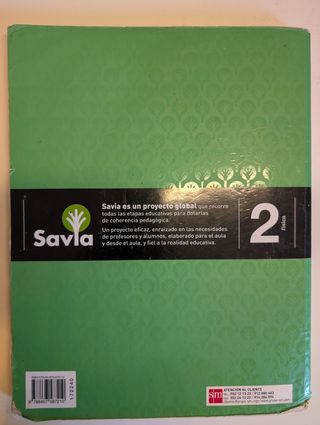 Savia es un proyecto global que recorre
todas las etapas educativas para dotarlas
de coherencia pedagógica.
Un proyecto eficaz, enraizado en las necesidades
de profesores y alumnos, elaborado para el aula
y desde el aula, y fiel a la realidad educativa.
Savia
2
física
172240
sm
ATENCIÓN AL CLIENTE